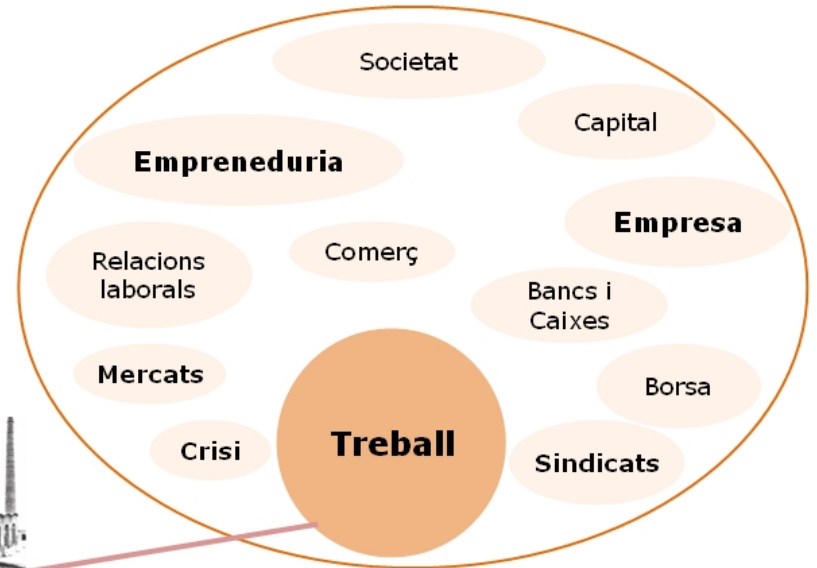 Societat
Capital
Empreneduria
Empresa
Comerç
Relacions
laborals
Bancs i
Caixes
Mercats
Borsa
Treball
Crisi
Sindicats